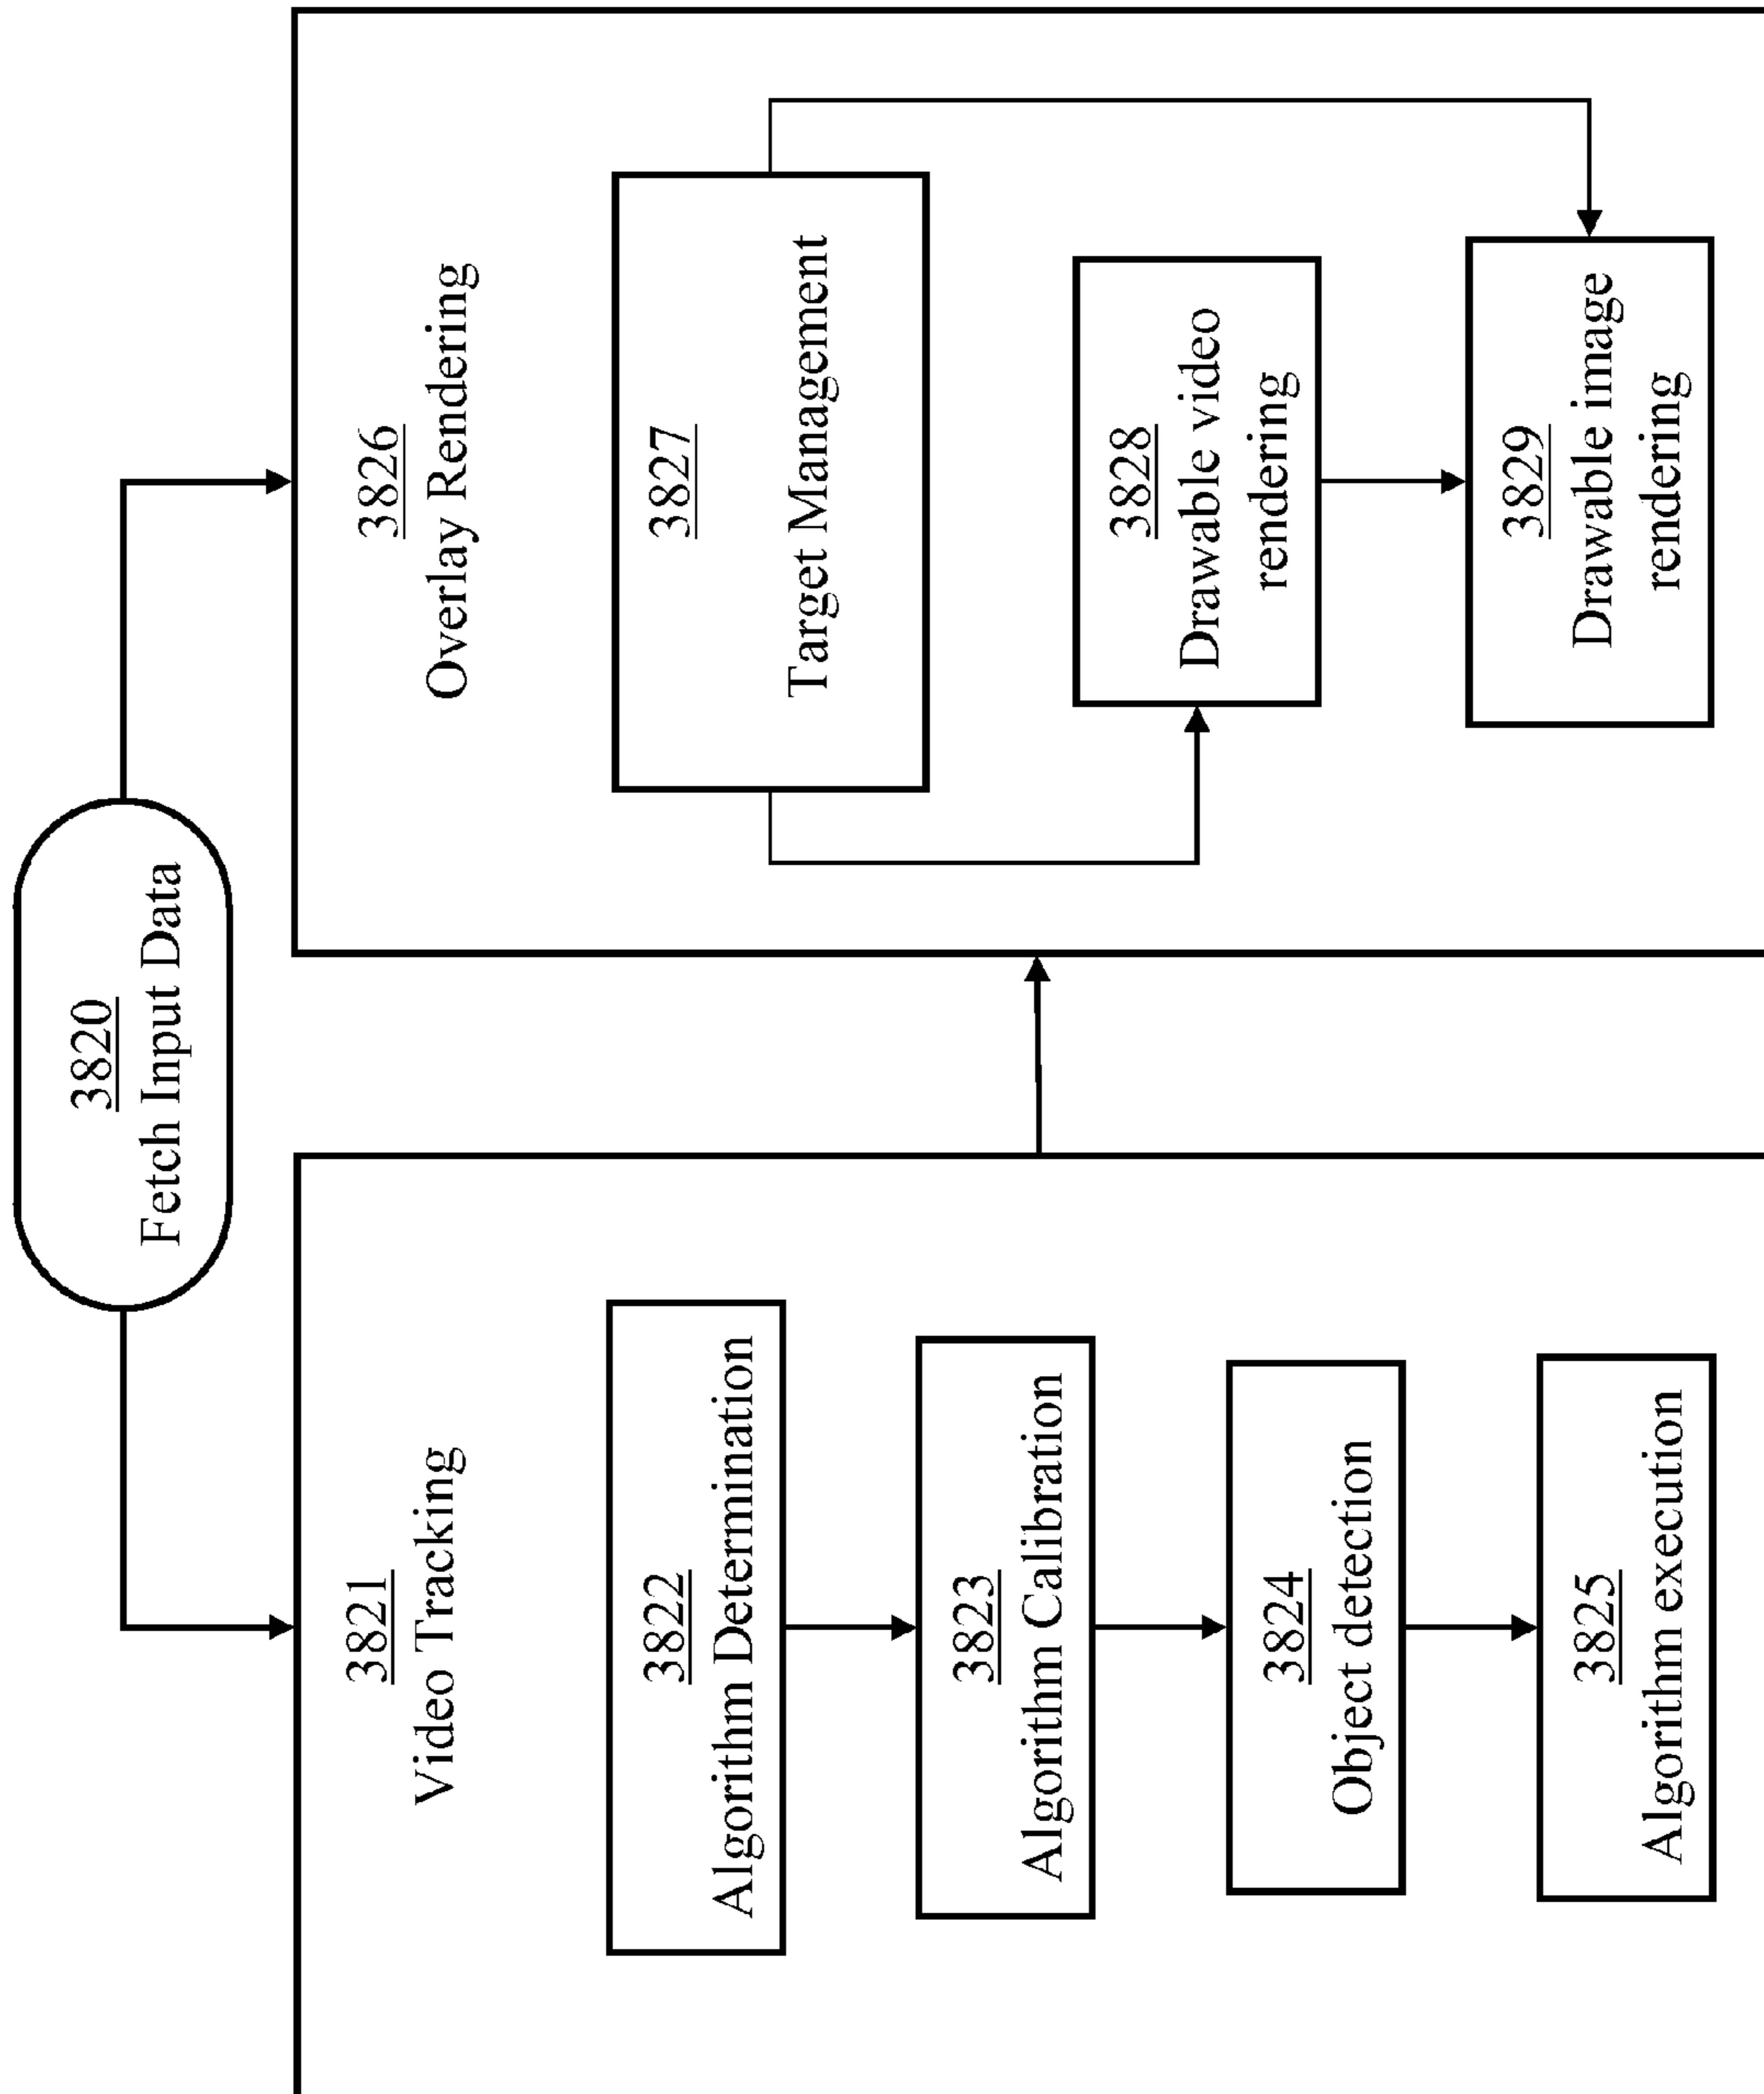 3820
Fetch Input Data
3821
Video Tracking
3822
Algorithm Determination
3823
Algorithm Calibration
3824
Object detection
3825
Algorithm execution
3826
Overlay Rendering
3827
Target Management
3828
Drawable video
rendering
3829
Drawable image
rendering